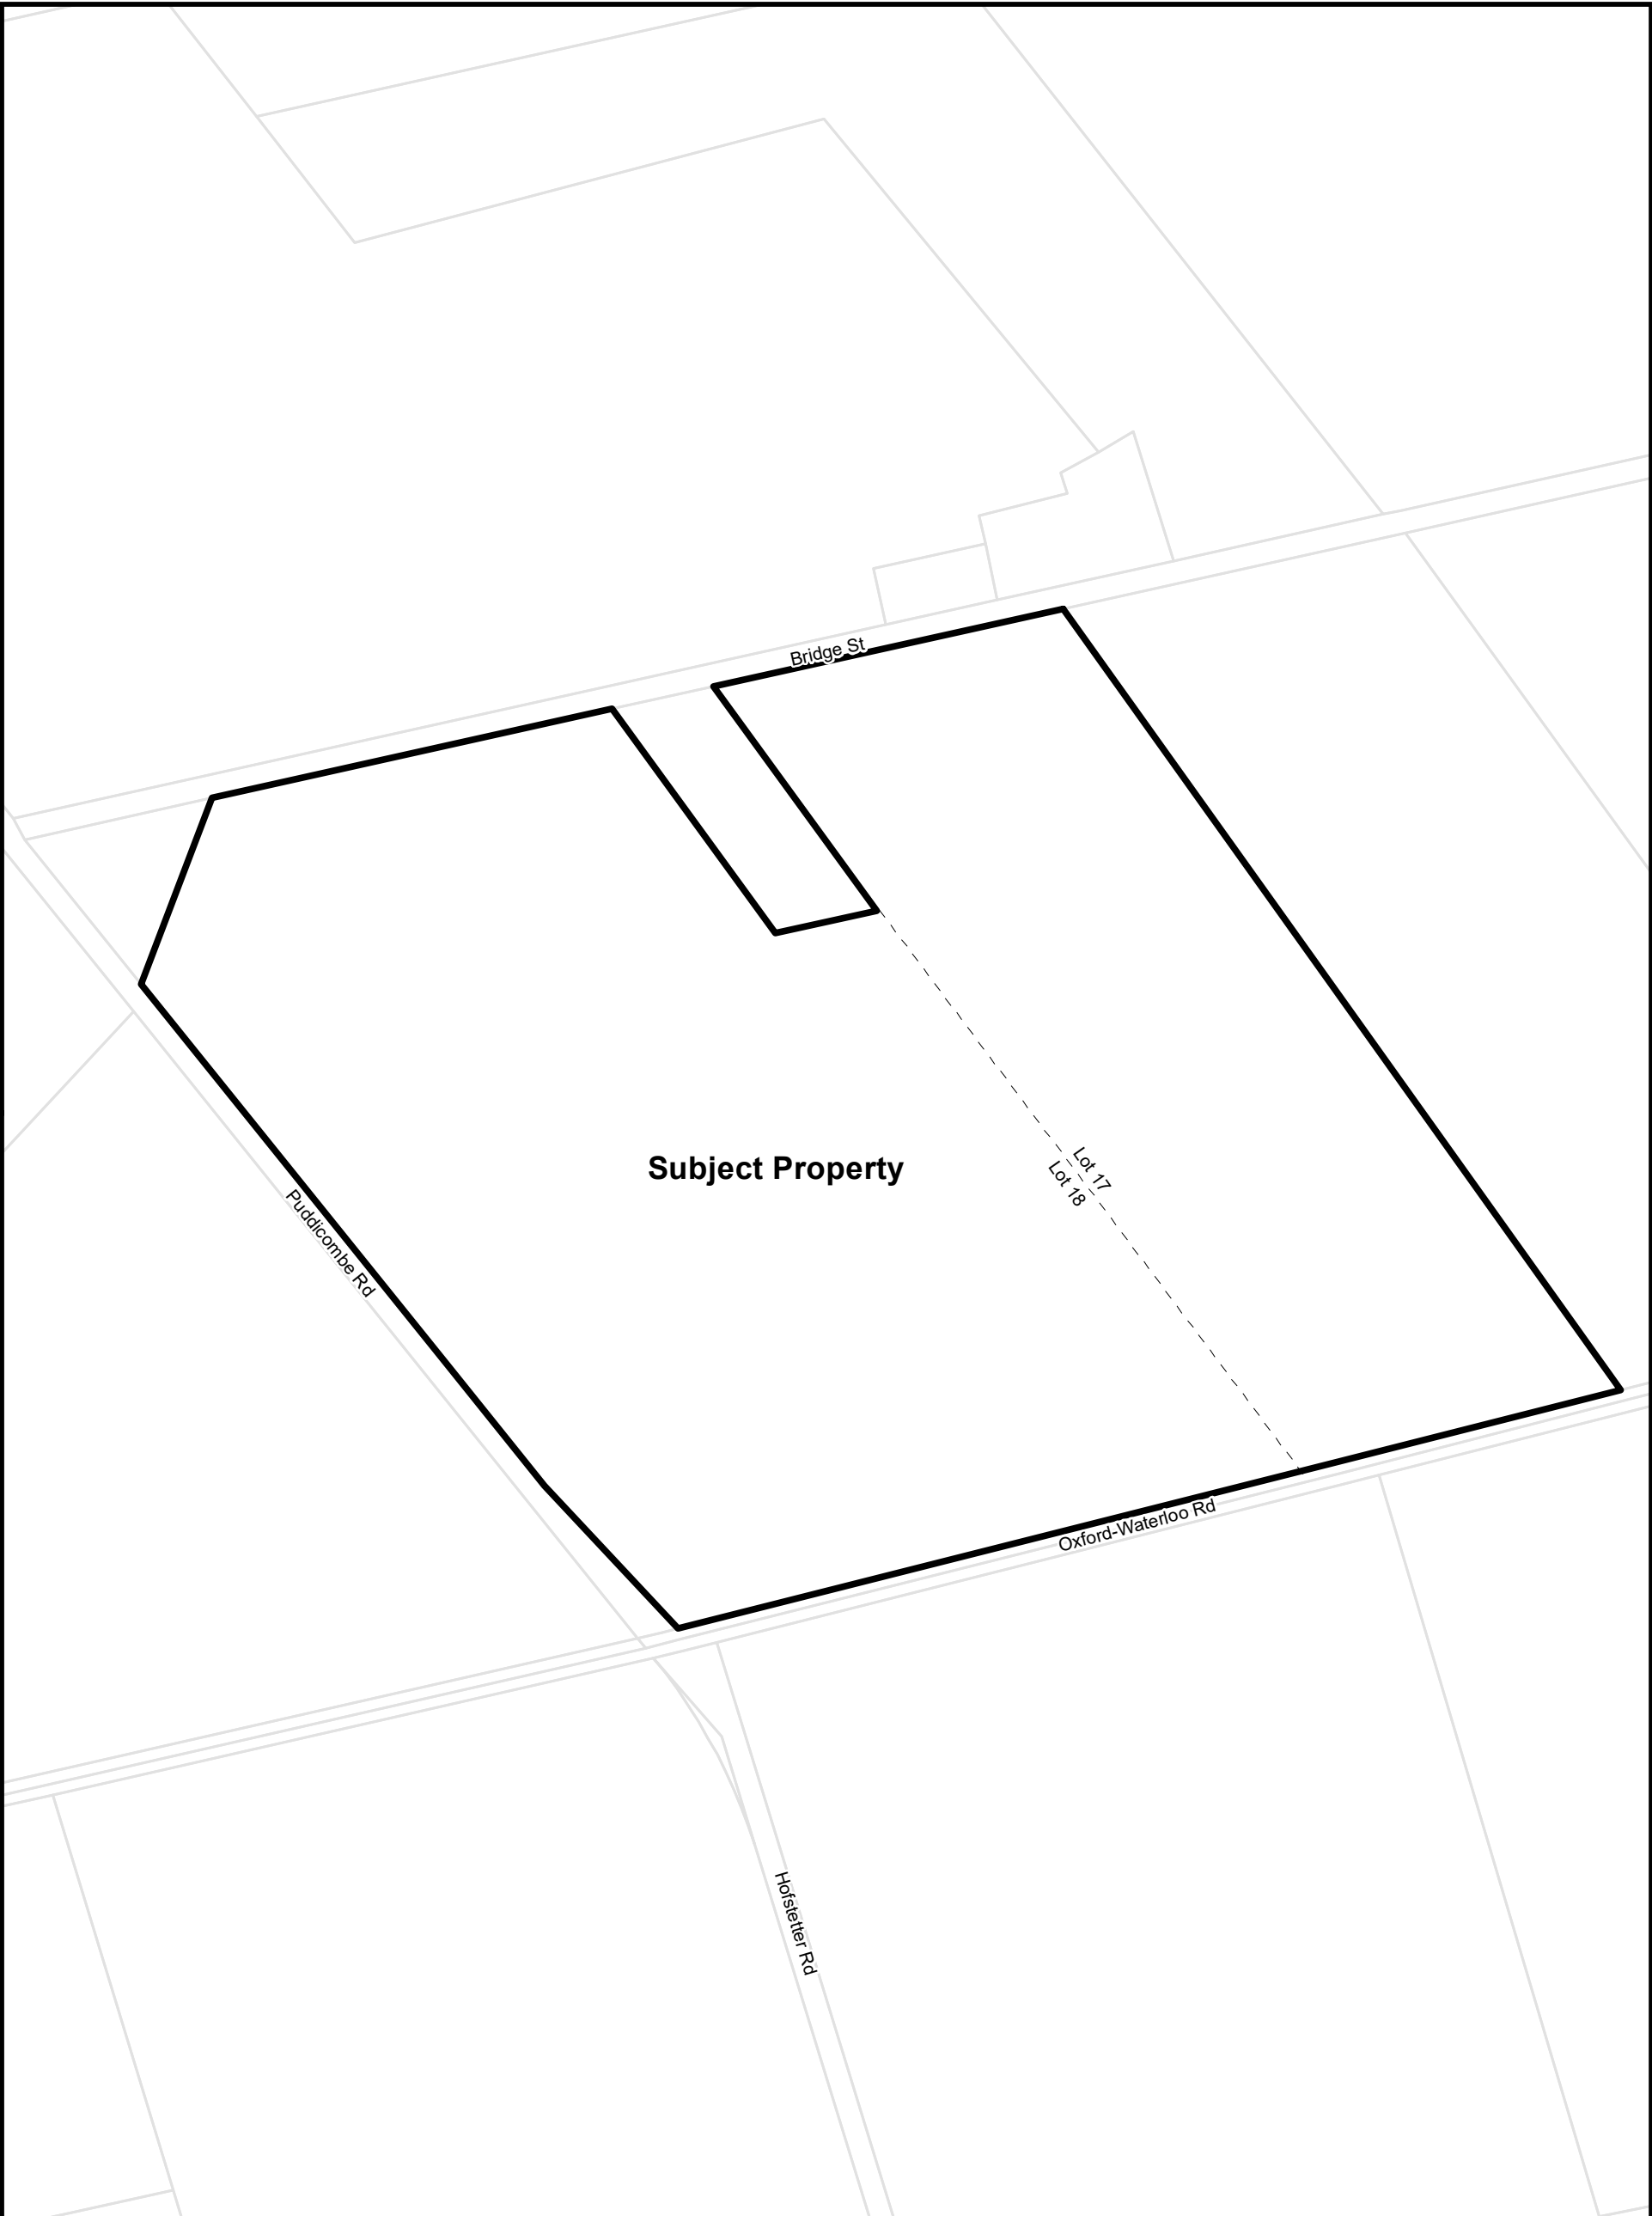 Bridge St
Subject Property
Lot 17
Lot 18
Puddicombe Rd
Oxford-Waterloo Rd
Hofstetter Rd